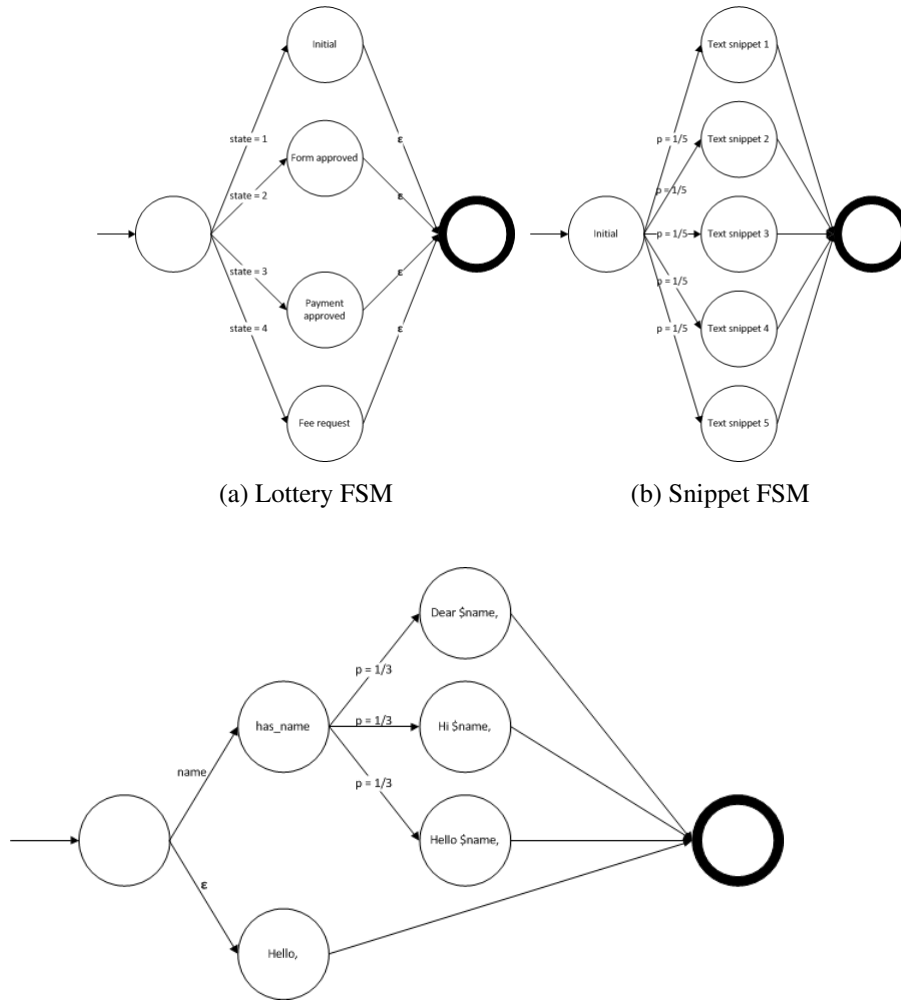 Initial
state = 1
ε
Form approved
state = 2
ε
state = 3
ε
Payment
approved
state = 4
ε
Fee request
(a) Lottery FSM
Text snippet 1
p = 1/5
Text snippet 2
p = 1/5
Initial
p = 1/5
Text snippet 3
p = 1/5
Text snippet 4
p = 1/5
Text snippet 5
(b) Snippet FSM
Dear $name,
p = 1/3
has_name
p = 1/3
Hi $name,
name
p = 1/3
Hello $name,
ε
Hello,